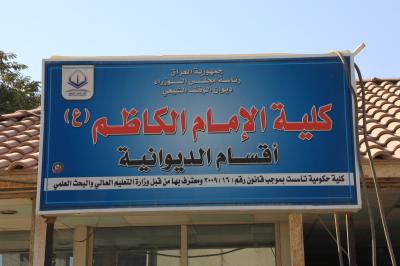 جمهورية العراق
رئاسة مجلس الوزراء
ديوان الوقف الشيعي
كلية الإمام الكاظم (ع)
أقسام الديوانية
كلية حكومية تأسست بموجب قانون رقم ١٦ / ٢٠٠٩ ومعترف بها من قبل وزارة التعليم العالي والبحث العلمي